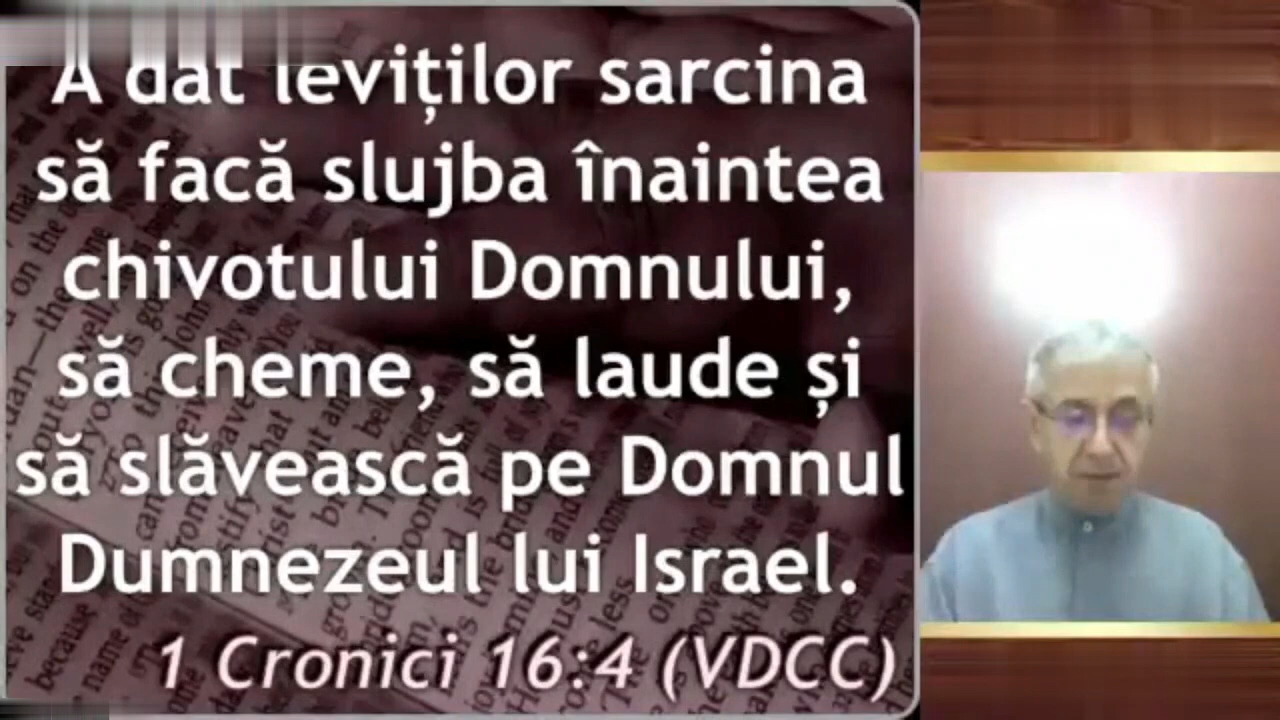 A dat leviților sarcina
să facă slujba înaintea
chivotului Domnului,
să cheme, să laude și
să slăvească pe Domnul
Dumnezeul lui Israel.
1 Cronici 16:4 (VDCC)